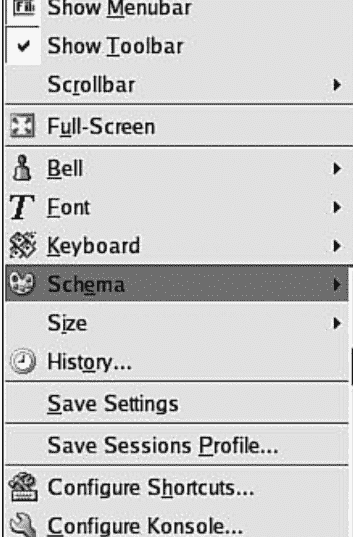 Show Menubar
Show Toolbar
Scrollbar
Full-Screen
Bell
Font
Keyboard
Schema
Size
History...
Save Settings
Save Sessions Profile...
Configure Shortcuts...
Configure Konsole...